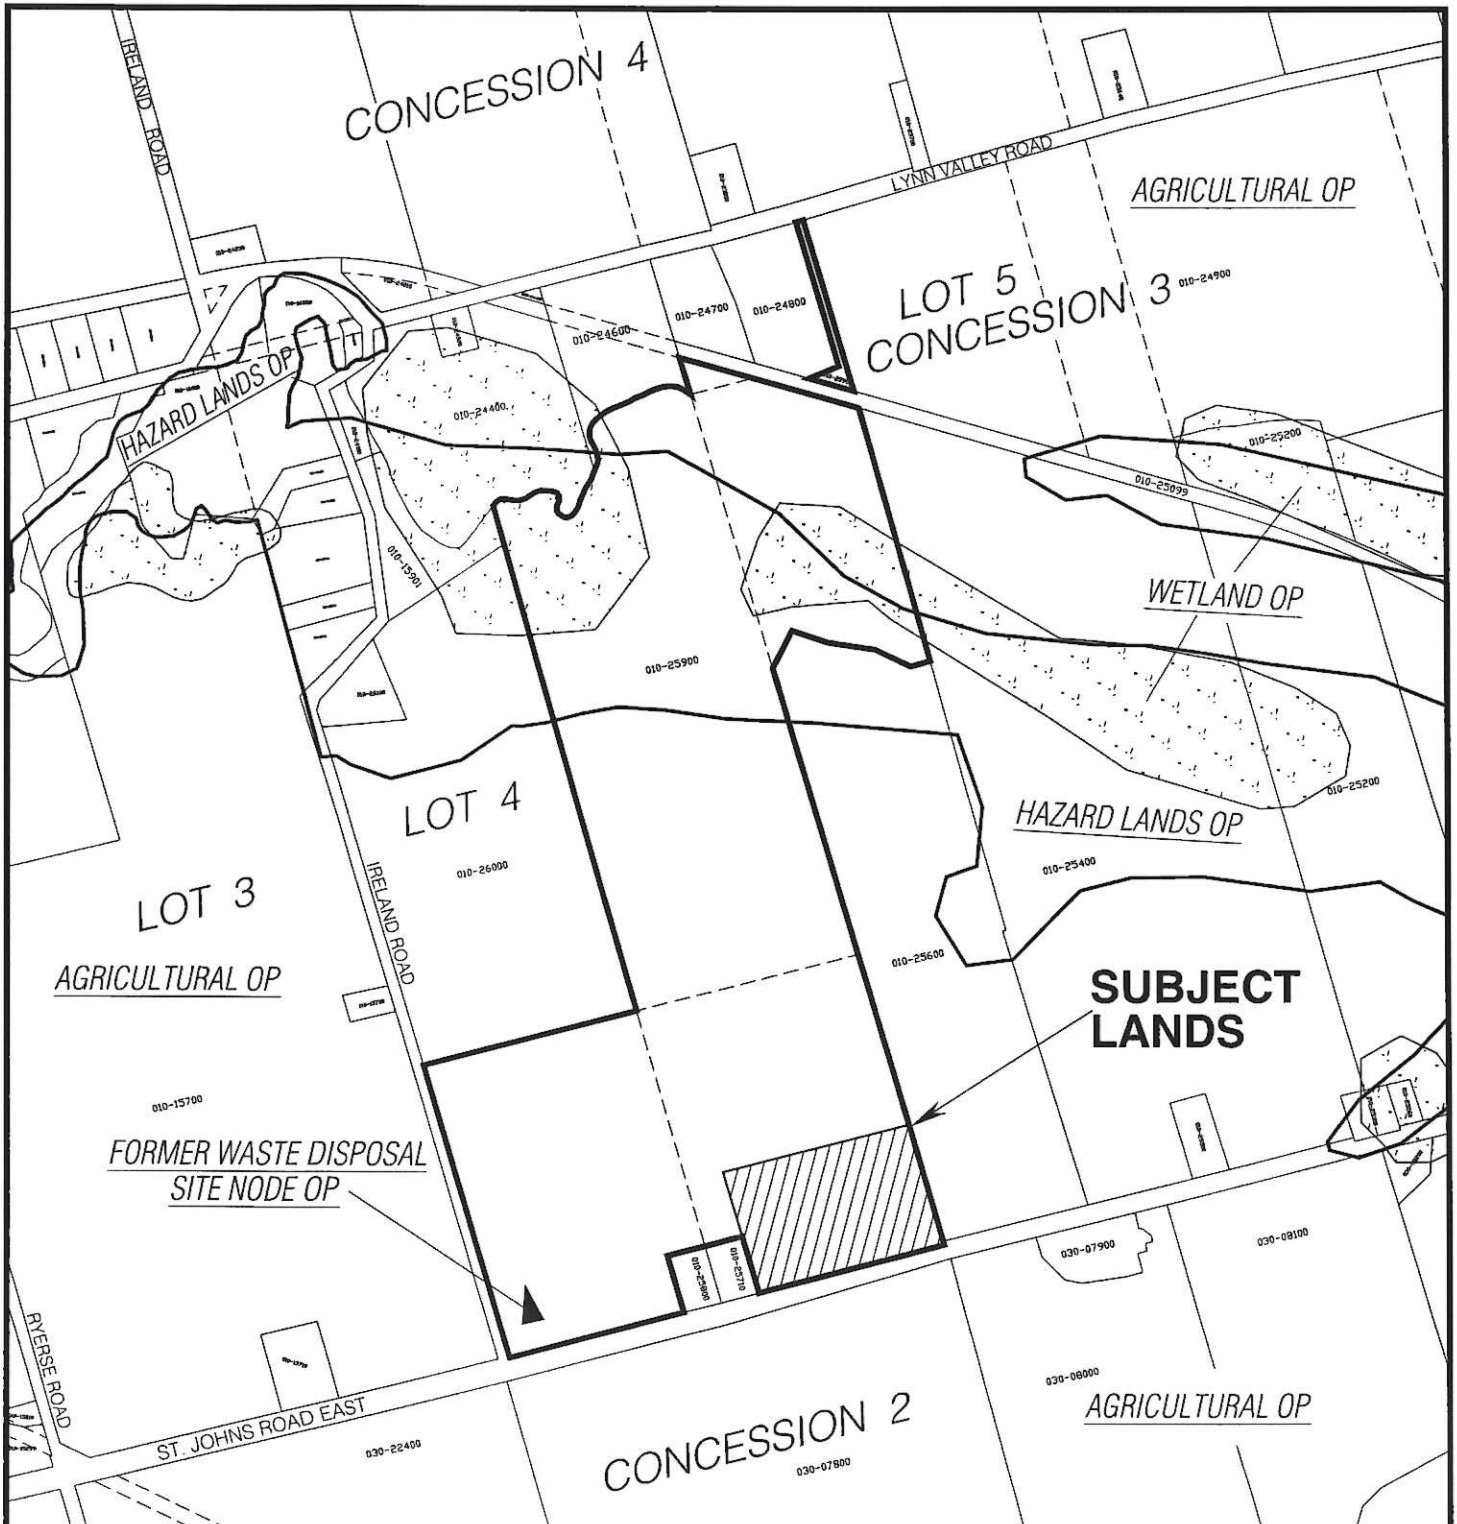 IRELAND ROAD
CONCESSION 4
LYNN VALLEY ROAD
AGRICULTURAL OP
LOT 5
CONCESSION 3
010-24900
010-24700
010-24800
010-24600
HAZARD LANDS OP
010-24400
010-25200
010-25099
010-15901
WETLAND OP
010-25900
LOT 4
010-26000
HAZARD LANDS OP
010-25200
010-25400
LOT 3
IRELAND ROAD
AGRICULTURAL OP
010-25600
SUBJECT
LANDS
010-15700
FORMER WASTE DISPOSAL
SITE NODE OP
010-25800
010-25710
030-07900
030-08100
RYERSE ROAD
ST. JOHNS ROAD EAST
030-22400
CONCESSION 2
030-07800
030-08000
AGRICULTURAL OP